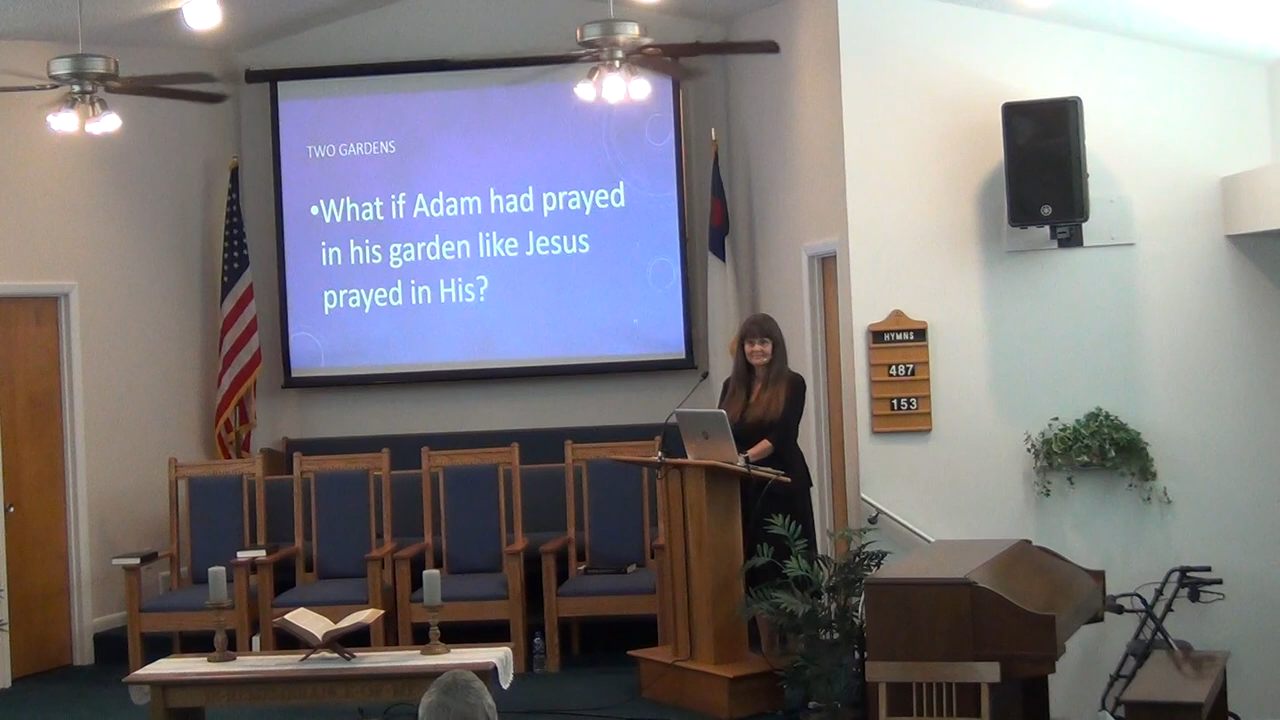 TWO GARDENS
•What if Adam had prayed
in his garden like Jesus
prayed in His?
HYMNS
487
153